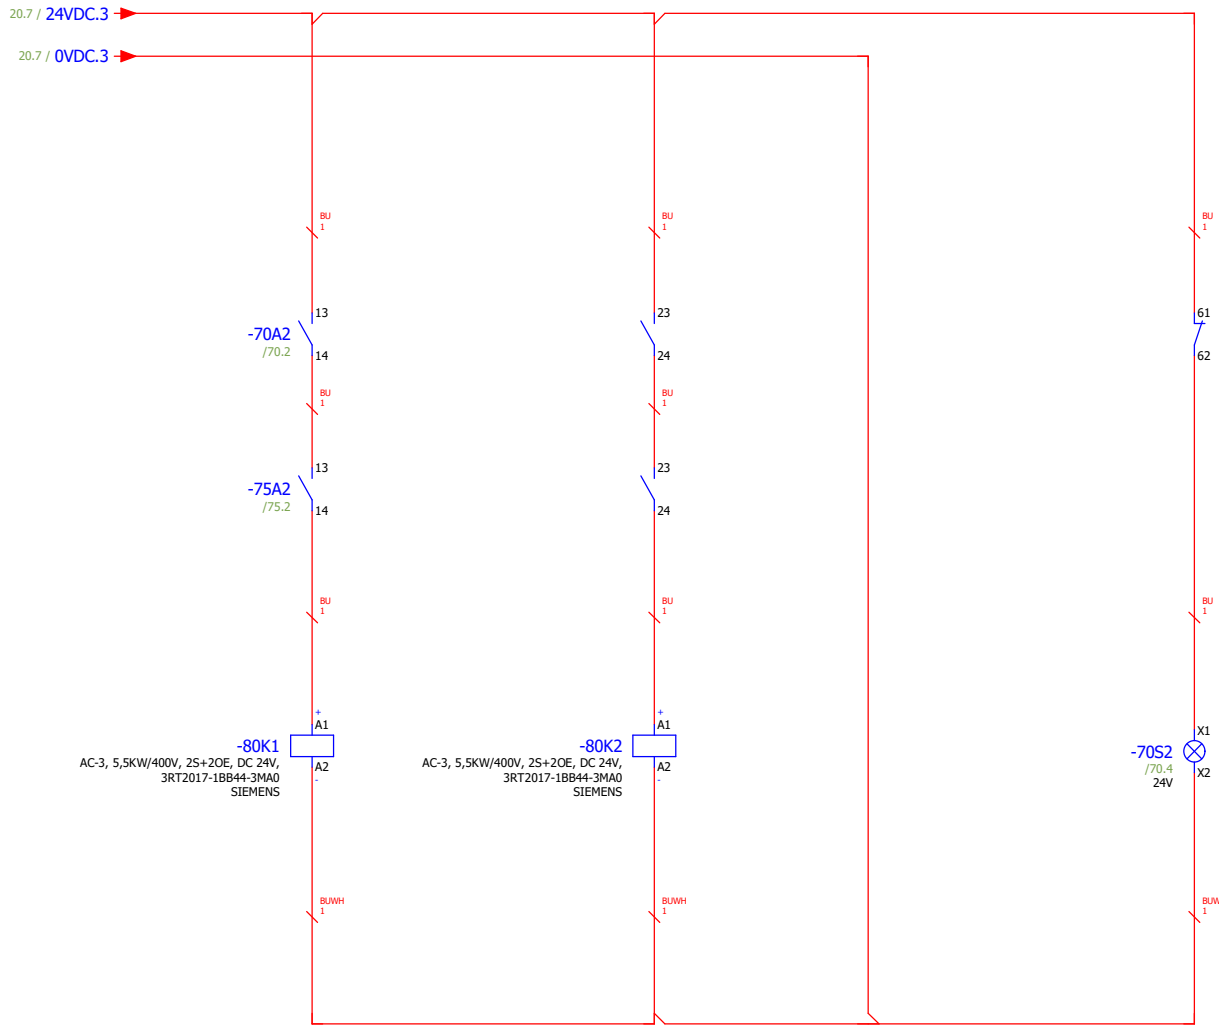 20.7 / 24VDC.3
20.7 / 0VDC.3
BU
1
BU
1
BU
1
13
23
61
-70A2
/70.2
14
24
62
BU
1
BU
1
13
23
-75A2
/75.2
14
24
BU
1
BU
1
BU
1
+
A1
-80K1
AC-3, 5,5KW/400V, 2S+2OE, DC 24V,
3RT2017-1BB44-3MA0
SIEMENS
A2
-
+
A1
-80K2
AC-3, 5,5KW/400V, 2S+2OE, DC 24V,
3RT2017-1BB44-3MA0
SIEMENS
A2
-
X1
-70S2
/70.4
24V
X2
BUWH
1
BUWH
1
1